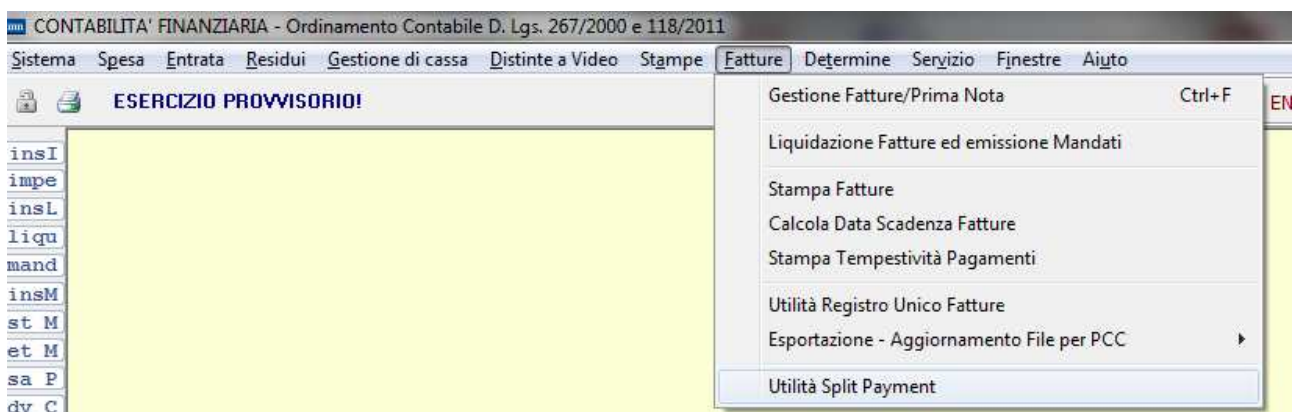 CONTABILITA' FINANZIARIA - Ordinamento Contabile D. Lgs. 267/2000 e 118/2011
Sistema Spesa Entrata Residui Gestione di cassa Distinte a Video Stampe Fatture Determine Servizio Finestre Aiuto
ESERCIZIO PROVVISORIO!
EN
Gestione Fatture/Prima Nota Ctrl+F
Liquidazione Fatture ed emissione Mandati
Stampa Fatture
Calcola Data Scadenza Fatture
Stampa Tempestività Pagamenti
Utilità Registro Unico Fatture
Esportazione - Aggiornamento File per PCC
Utilità Split Payment
insI
impe
insL
liqu
mand
insM
st M
et M
sa P
dv C